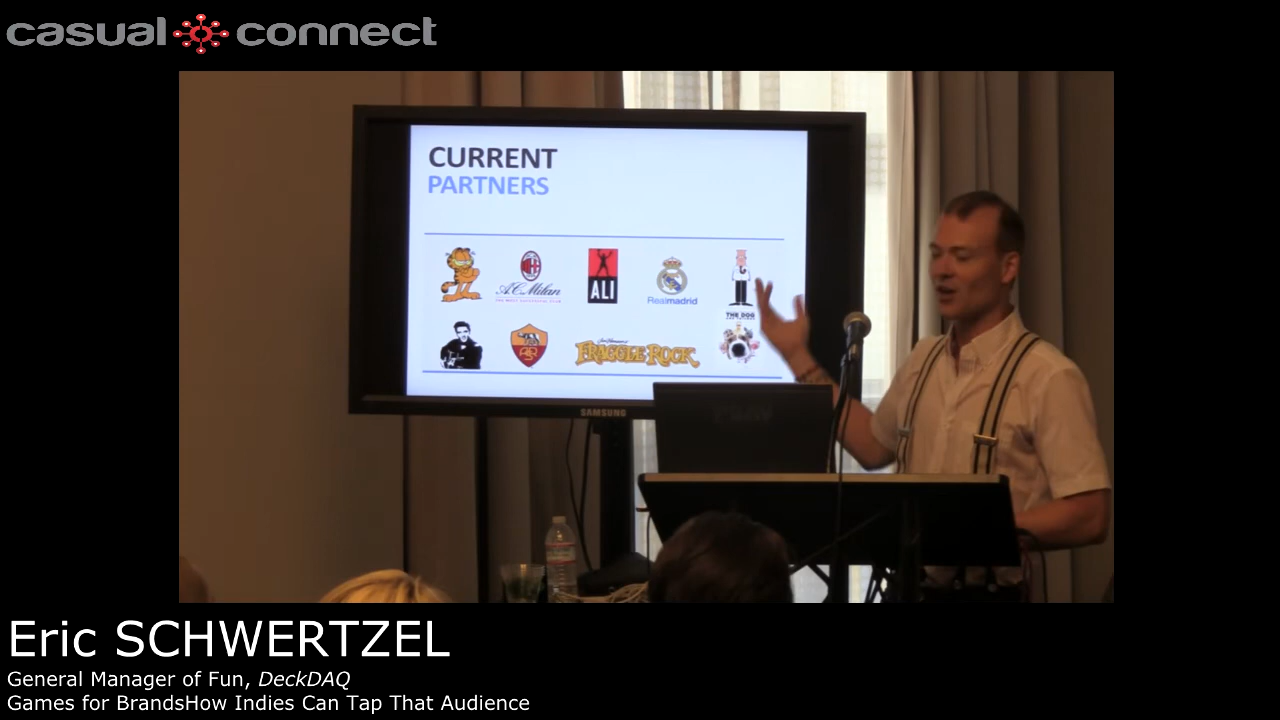 casual connect
CURRENT
PARTNERS
A.C. Milan
ALI
Realmadrid
THE DOG
ASR
FRAGGLE ROCK
SAMSUNG
Eric SCHWERTZEL
General Manager of Fun, DeckDAQ
Games for BrandsHow Indies Can Tap That Audience